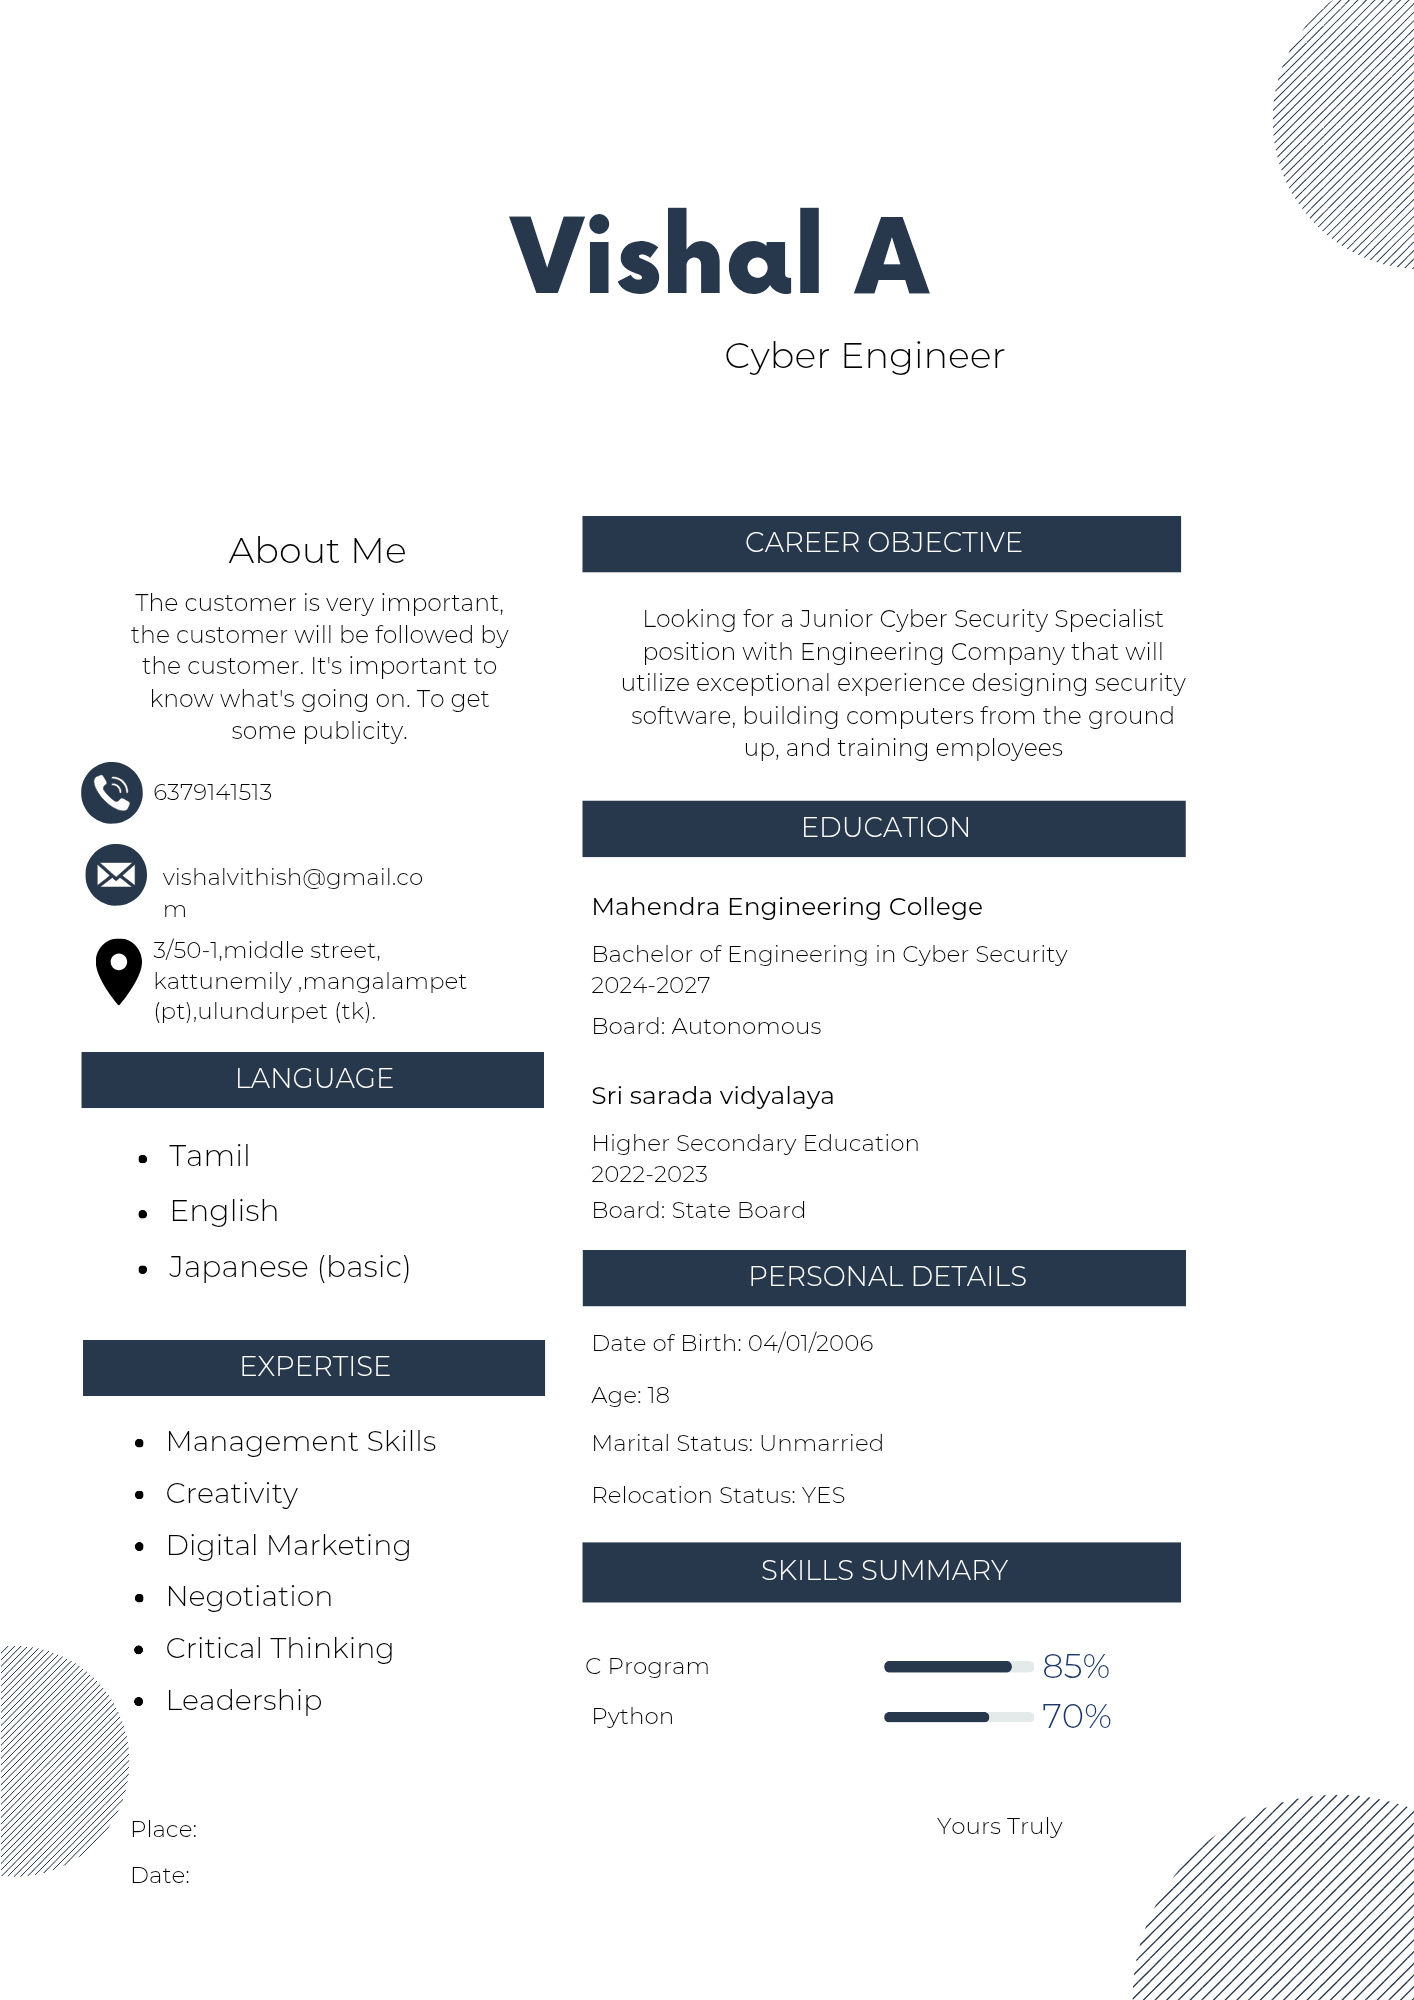 Vishal A
Cyber Engineer
About Me
The customer is very important,
the customer will be followed by
the customer. It's important to
know what's going on. To get
some publicity.
6379141513
vishalvithish@gmail.co
m
3/50-1,middle street,
kattunemily ,mangalampet
(pt),ulundurpet (tk).
LANGUAGE
• Tamil
• English
• Japanese (basic)
EXPERTISE
• Management Skills
• Creativity
• Digital Marketing
• Negotiation
• Critical Thinking
• Leadership
CAREER OBJECTIVE
Looking for a Junior Cyber Security Specialist
position with Engineering Company that will
utilize exceptional experience designing security
software, building computers from the ground
up, and training employees
EDUCATION
Mahendra Engineering College
Bachelor of Engineering in Cyber Security
2024-2027
Board: Autonomous
Sri sarada vidyalaya
Higher Secondary Education
2022-2023
Board: State Board
PERSONAL DETAILS
Date of Birth: 04/01/2006
Age: 18
Marital Status: Unmarried
Relocation Status: YES
SKILLS SUMMARY
C Program 85%
Python 70%
Place:
Date:
Yours Truly